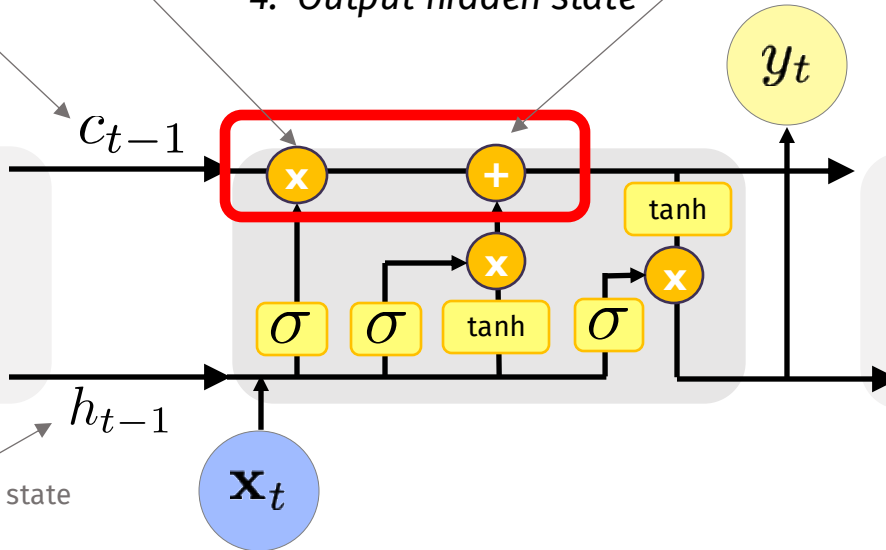 4. Output hidden state
y_t
c_{t-1}
x
+
tanh
x
x
σ
σ
tanh
σ
h_{t-1}
x_t
state